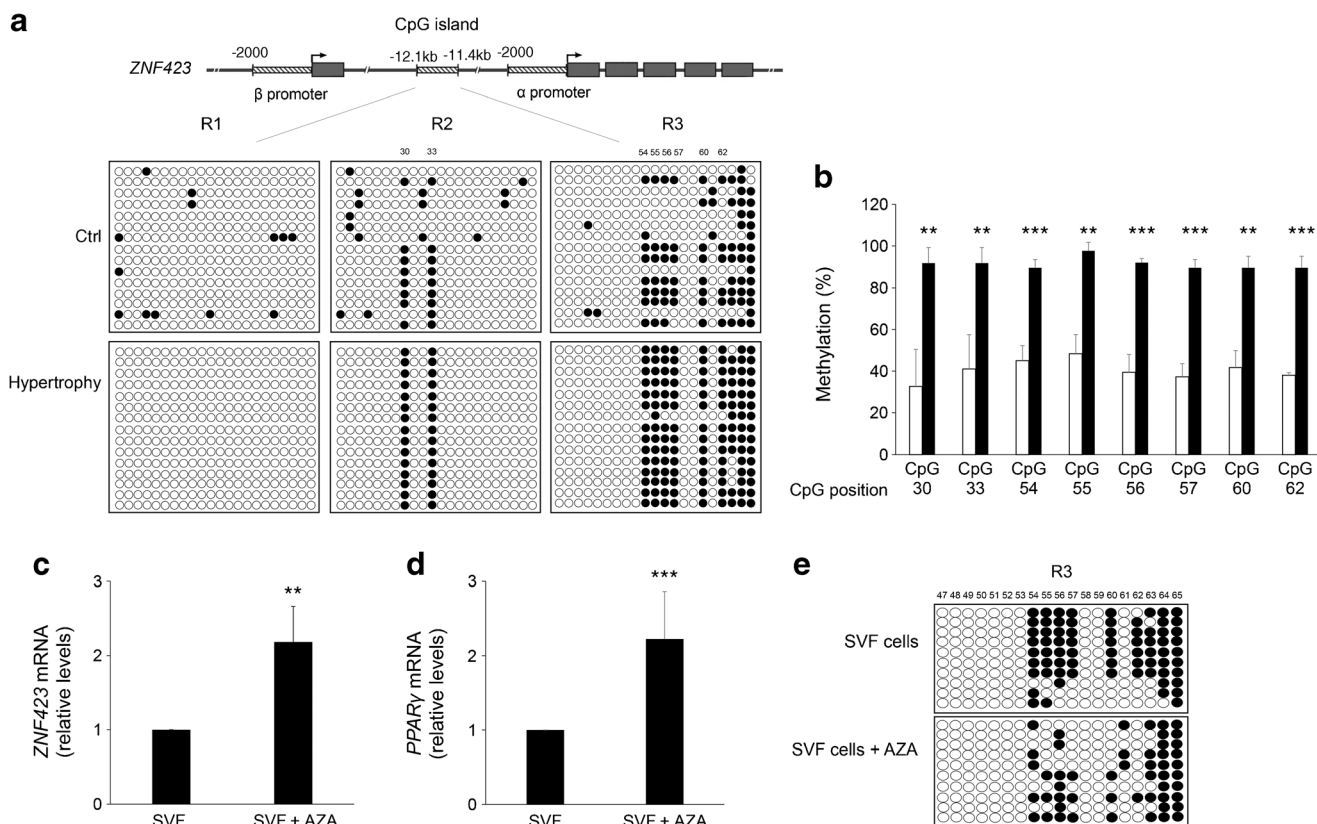 a
CpG island
-2000
-12.1kb
-11.4kb
-2000
ZNF423
β promoter
α promoter
R1
R2
R3
30 33
54 55 56 57 60 62
Ctrl
Hypertrophy
b
Methylation (%)
120
100
80
60
40
20
0
** ** *** ** *** *** ** ***
CpG CpG CpG CpG CpG CpG CpG CpG
CpG position 30 33 54 55 56 57 60 62
c
ZNF423 mRNA
(relative levels)
3
2
1
0
**
SVF SVF + AZA
d
PPARγ mRNA
(relative levels)
3
2
1
0
***
SVF SVF + AZA
e
R3
47 48 49 50 51 52 53 54 55 56 57 58 59 60 61 62 63 64 65
SVF cells
SVF cells + AZA